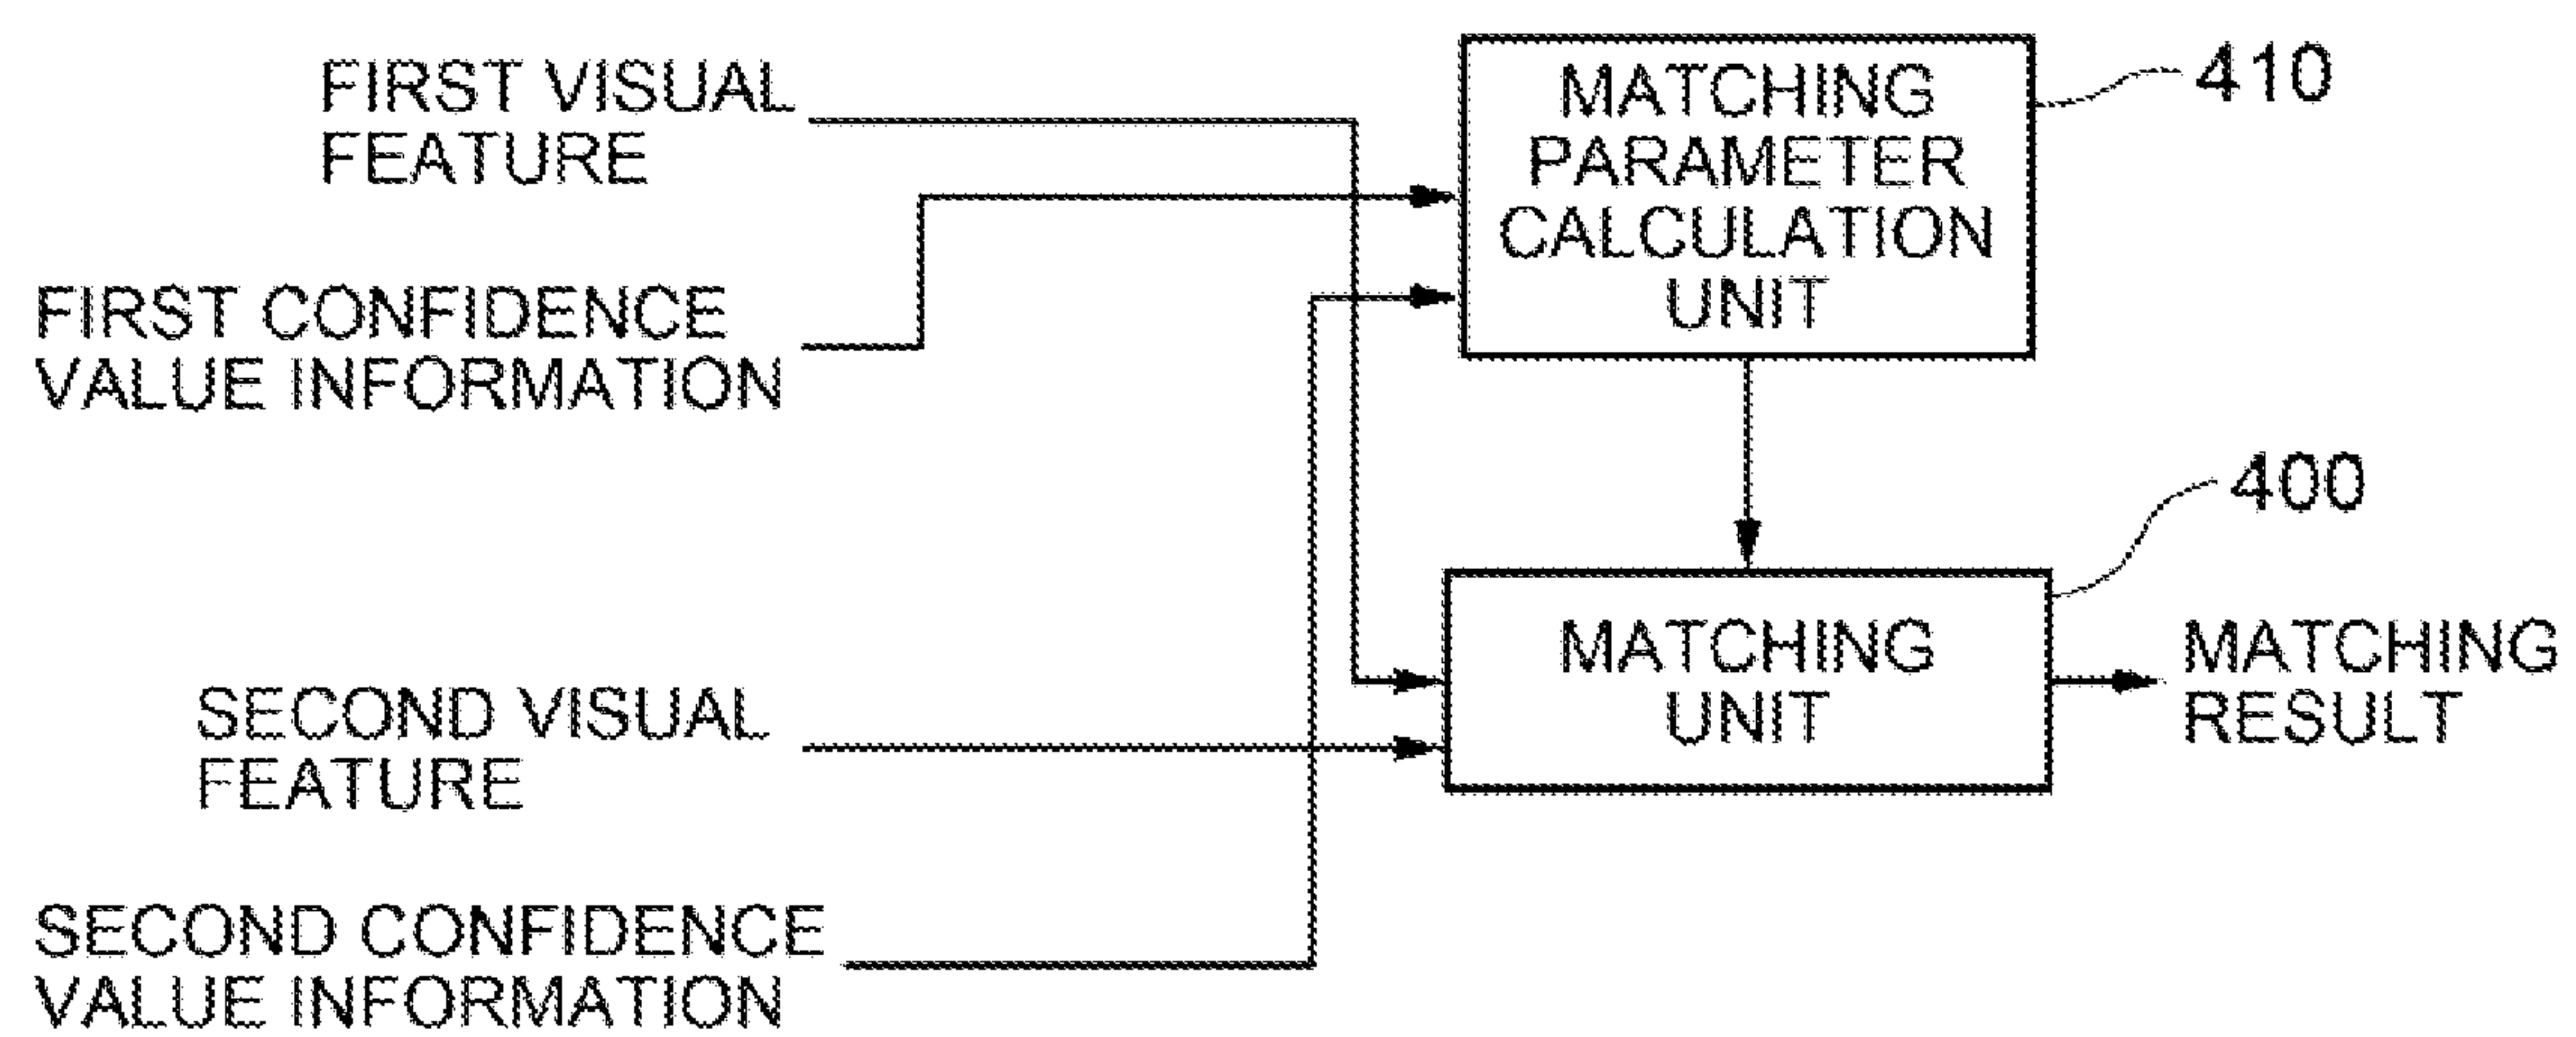 FIRST VISUAL
FEATURE
FIRST CONFIDENCE
VALUE INFORMATION
SECOND VISUAL
FEATURE
SECOND CONFIDENCE
VALUE INFORMATION
MATCHING
PARAMETER
CALCULATION
UNIT
410
MATCHING
UNIT
400
MATCHING
RESULT